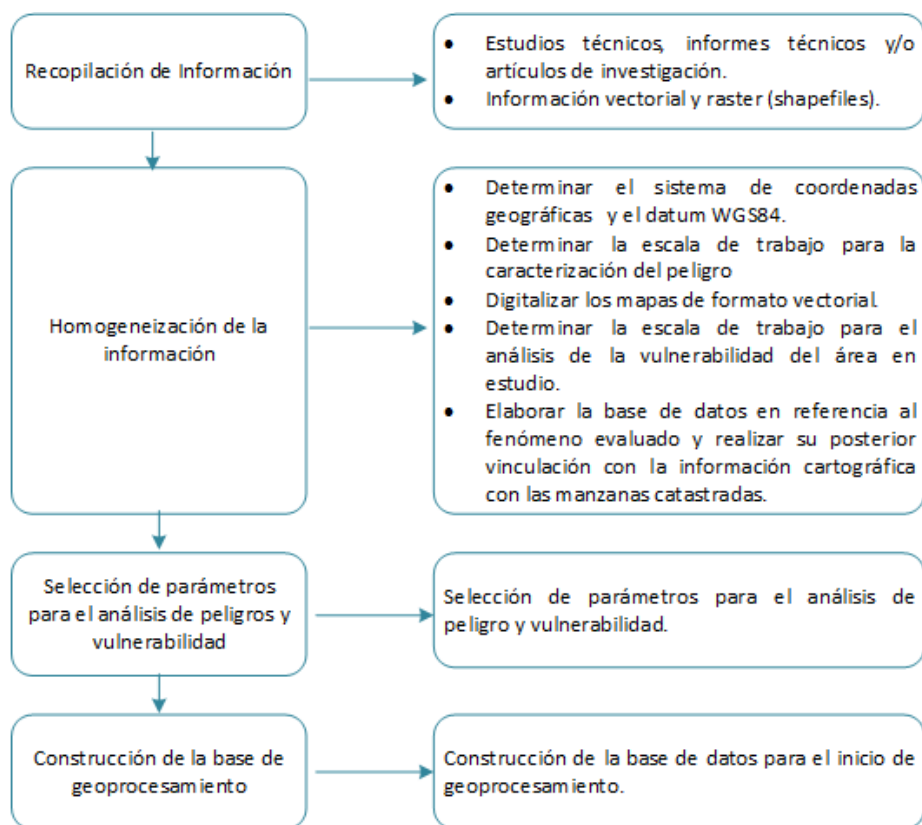 Recopilación de Información
• Estudios técnicos, informes técnicos y/o
artículos de investigación.
• Información vectorial y raster (shapefiles).
Homogeneización de la
información
• Determinar el sistema de coordenadas
geográficas y el datum WGS84.
• Determinar la escala de trabajo para la
caracterización del peligro
• Digitalizar los mapas de formato vectorial.
• Determinar la escala de trabajo para el
análisis de la vulnerabilidad del área en
estudio.
• Elaborar la base de datos en referencia al
fenómeno evaluado y realizar su posterior
vinculación con la información cartográfica
con las manzanas catastradas.
Selección de parámetros
para el análisis de peligros y
vulnerabilidad
Selección de parámetros para el análisis de
peligro y vulnerabilidad.
Construcción de la base de
geoprocesamiento
Construcción de la base de datos para el inicio de
geoprocesamiento.